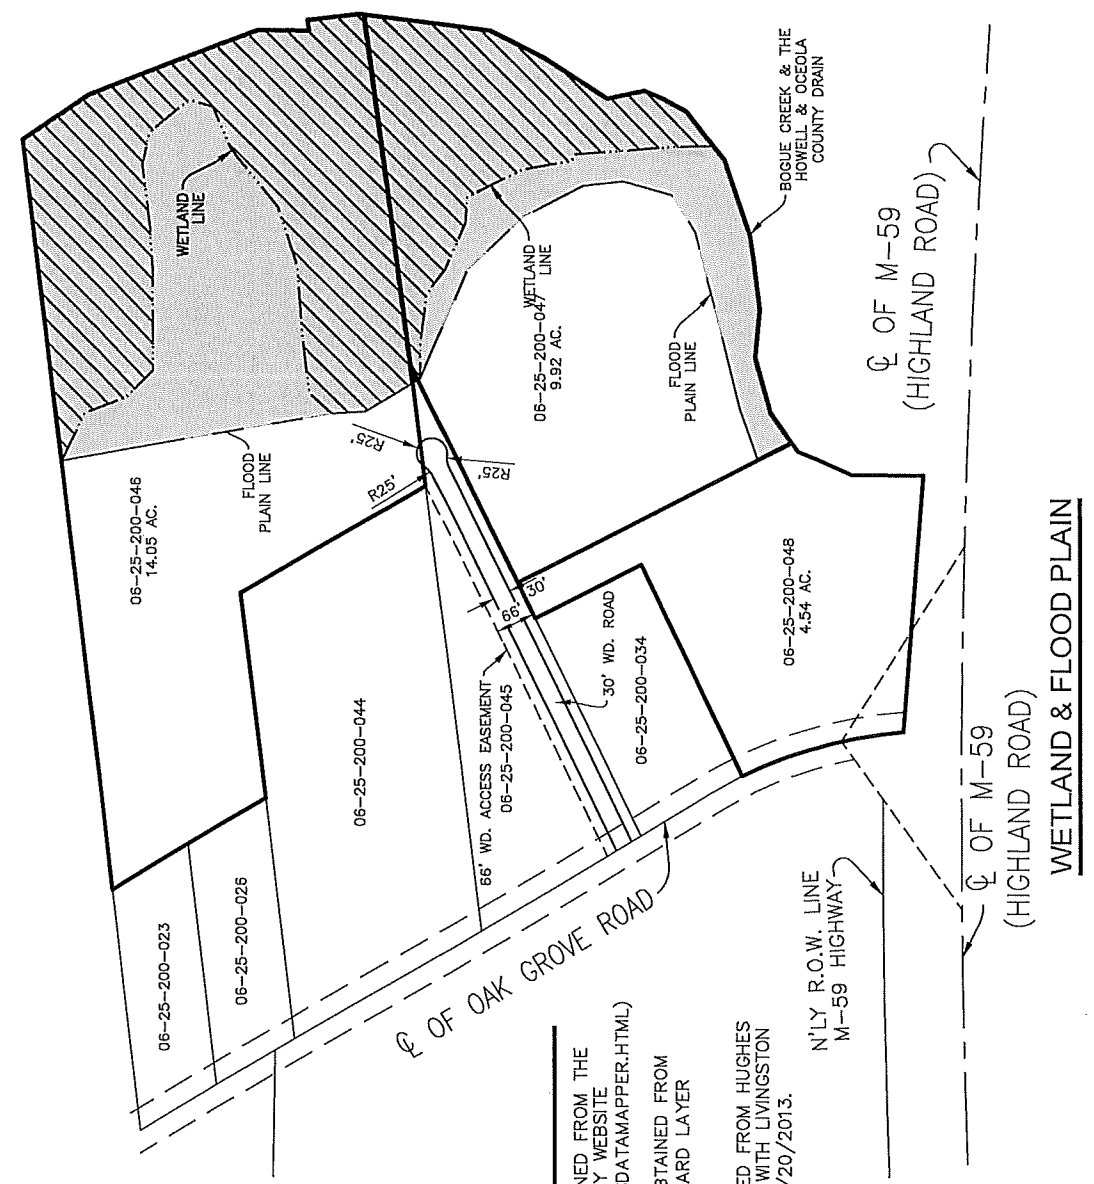 BOGUE CREEK & THE
HOWELL & OCEOLA
COUNTY DRAIN
WETLAND
LINE
WETLAND
LINE
06-25-200-047
9.92 AC.
FLOOD
PLAIN LINE
℄ OF M-59
(HIGHLAND ROAD)
06-25-200-046
14.05 AC.
FLOOD
PLAIN LINE
R25'
R25'
R25'
30'
66'
06-25-200-048
4.54 AC.
06-25-200-044
66' WD. ACCESS EASEMENT
06-25-200-045
30' WD. ROAD
06-25-200-034
06-25-200-023
06-25-200-026
℄ OF OAK GROVE ROAD
N'LY R.O.W. LINE
M-59 HIGHWAY
℄ OF M-59
(HIGHLAND ROAD)
WETLAND & FLOOD PLAIN
NED FROM THE
Y WEBSITE
DATAMAPPER.HTML)
BTAINED FROM
ARD LAYER
ED FROM HUGHES
WITH LIVINGSTON
/20/2013.